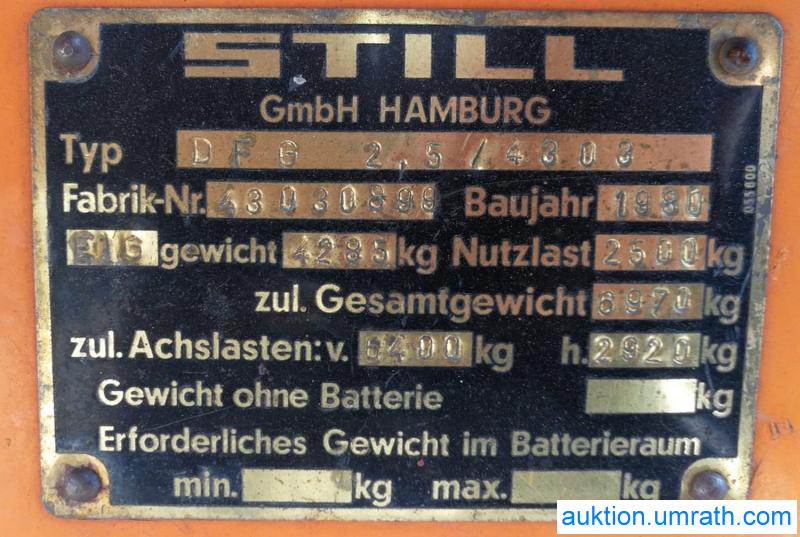 STILL
GmbH HAMBURG
Typ DFG 2,5/4303
Fabrik-Nr. 43030899 Baujahr 1980
EIG gewicht 4285 kg Nutzlast 2500 kg
zul. Gesamtgewicht 6970 kg
zul. Achslasten: v. 6400 kg h. 2920 kg
Gewicht ohne Batterie kg
Erforderliches Gewicht im Batterieraum
min. kg max. kg
auktion.umrath.com